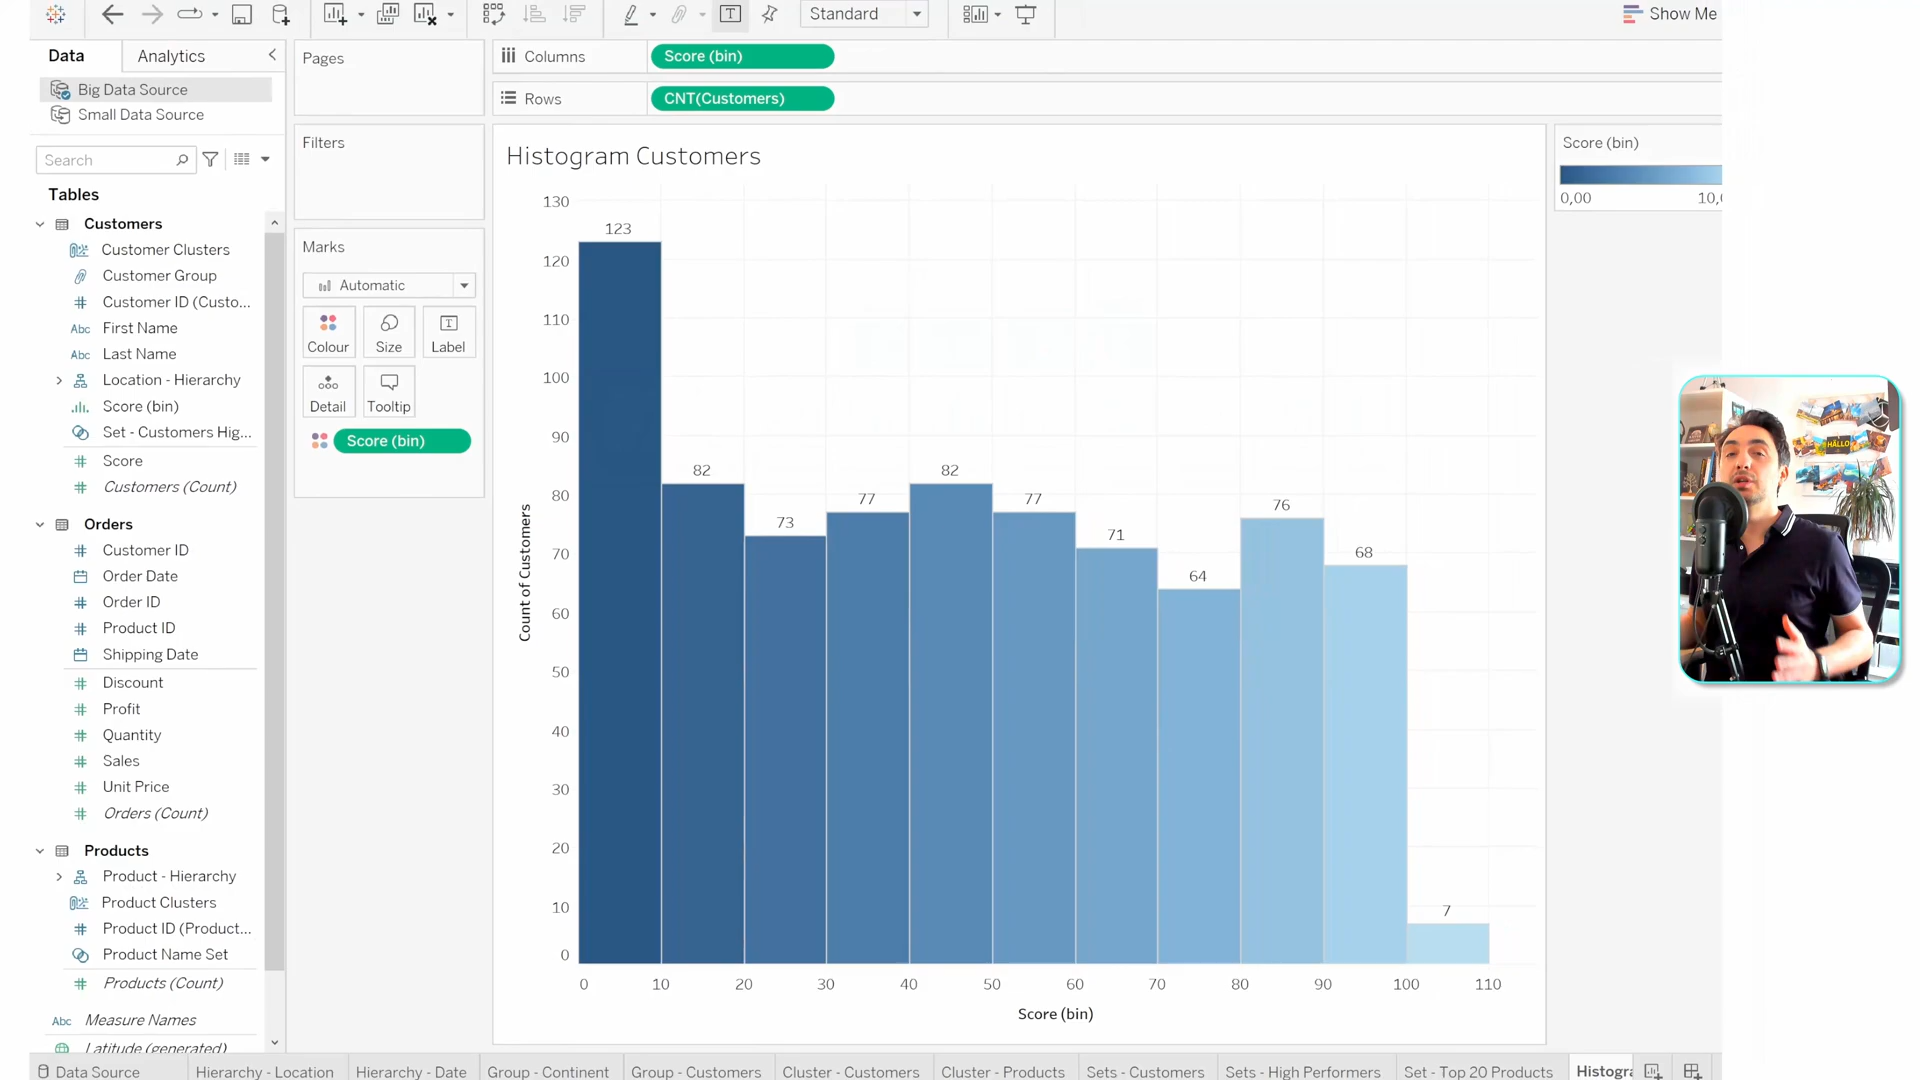 Standard
Show Me
Data
Analytics
Pages
Columns
Score (bin)
Big Data Source
Small Data Source
Rows
CNT(Customers)
Search
Filters
Histogram Customers
Score (bin)
0,00
10,0
Tables
Customers
Customer Clusters
Customer Group
Customer ID (Custo...
First Name
Last Name
Location - Hierarchy
Score (bin)
Set - Customers Hig...
Score
Customers (Count)
Orders
Customer ID
Order Date
Order ID
Product ID
Shipping Date
Discount
Profit
Quantity
Sales
Unit Price
Orders (Count)
Products
Product - Hierarchy
Product Clusters
Product ID (Product...
Product Name Set
Products (Count)
Abc Measure Names
Latitude (generated)
Abc
Abc
Marks
Automatic
Colour
Size
Label
Detail
Tooltip
Score (bin)
130
120
110
100
90
80
70
60
50
40
30
20
10
0
Count of Customers
123
82
73
77
82
77
71
64
76
68
7
0 10 20 30 40 50 60 70 80 90 100 110
Score (bin)
HALLO
Data Source
Hierarchy - Location
Hierarchy - Date
Group - Continent
Group - Customers
Cluster - Customers
Cluster - Products
Sets - Customers
Sets - High Performers
Set - Top 20 Products
Histogra